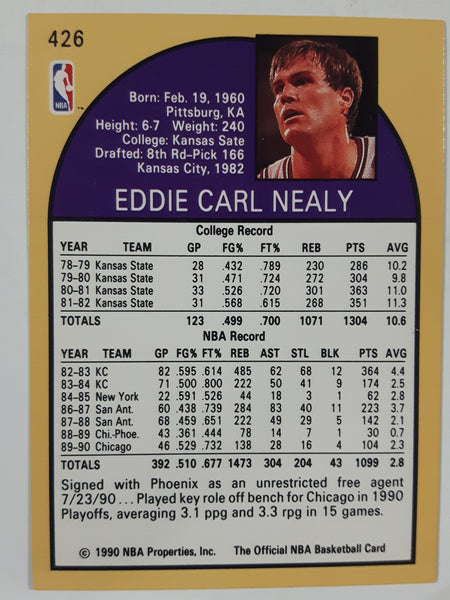 426
NBA
Born: Feb. 19, 1960
Pittsburg, KA
Height: 6-7 Weight: 240
College: Kansas Sate
Drafted: 8th Rd–Pick 166
Kansas City, 1982
EDDIE CARL NEALY
College Record
YEAR TEAM GP FG% FT% REB PTS AVG
78-79 Kansas State 28 .432 .789 230 286 10.2
79-80 Kansas State 31 .471 .724 272 304 9.8
80-81 Kansas State 33 .526 .720 301 363 11.0
81-82 Kansas State 31 .568 .615 268 351 11.3
TOTALS 123 .499 .700 1071 1304 10.6
NBA Record
YEAR TEAM GP FG% FT% REB AST STL BLK PTS AVG
82-83 KC 82 .595 .614 485 62 68 12 364 4.4
83-84 KC 71 .500 .800 222 50 41 9 174 2.5
84-85 New York 22 .591 .526 44 18 3 1 62 2.8
86-87 San Ant. 60 .438 .739 284 83 40 11 223 3.7
87-88 San Ant. 68 .459 .651 222 49 29 5 142 2.1
88-89 Chi.-Phoe. 43 .361 .444 78 14 7 1 30 0.7
89-90 Chicago 46 .529 .732 138 28 16 4 104 2.3
TOTALS 392 .510 .677 1473 304 204 43 1099 2.8
Signed with Phoenix as an unrestricted free agent
7/23/90 . . . Played key role off bench for Chicago in 1990
Playoffs, averaging 3.1 ppg and 3.3 rpg in 15 games.
© 1990 NBA Properties, Inc. The Official NBA Basketball Card